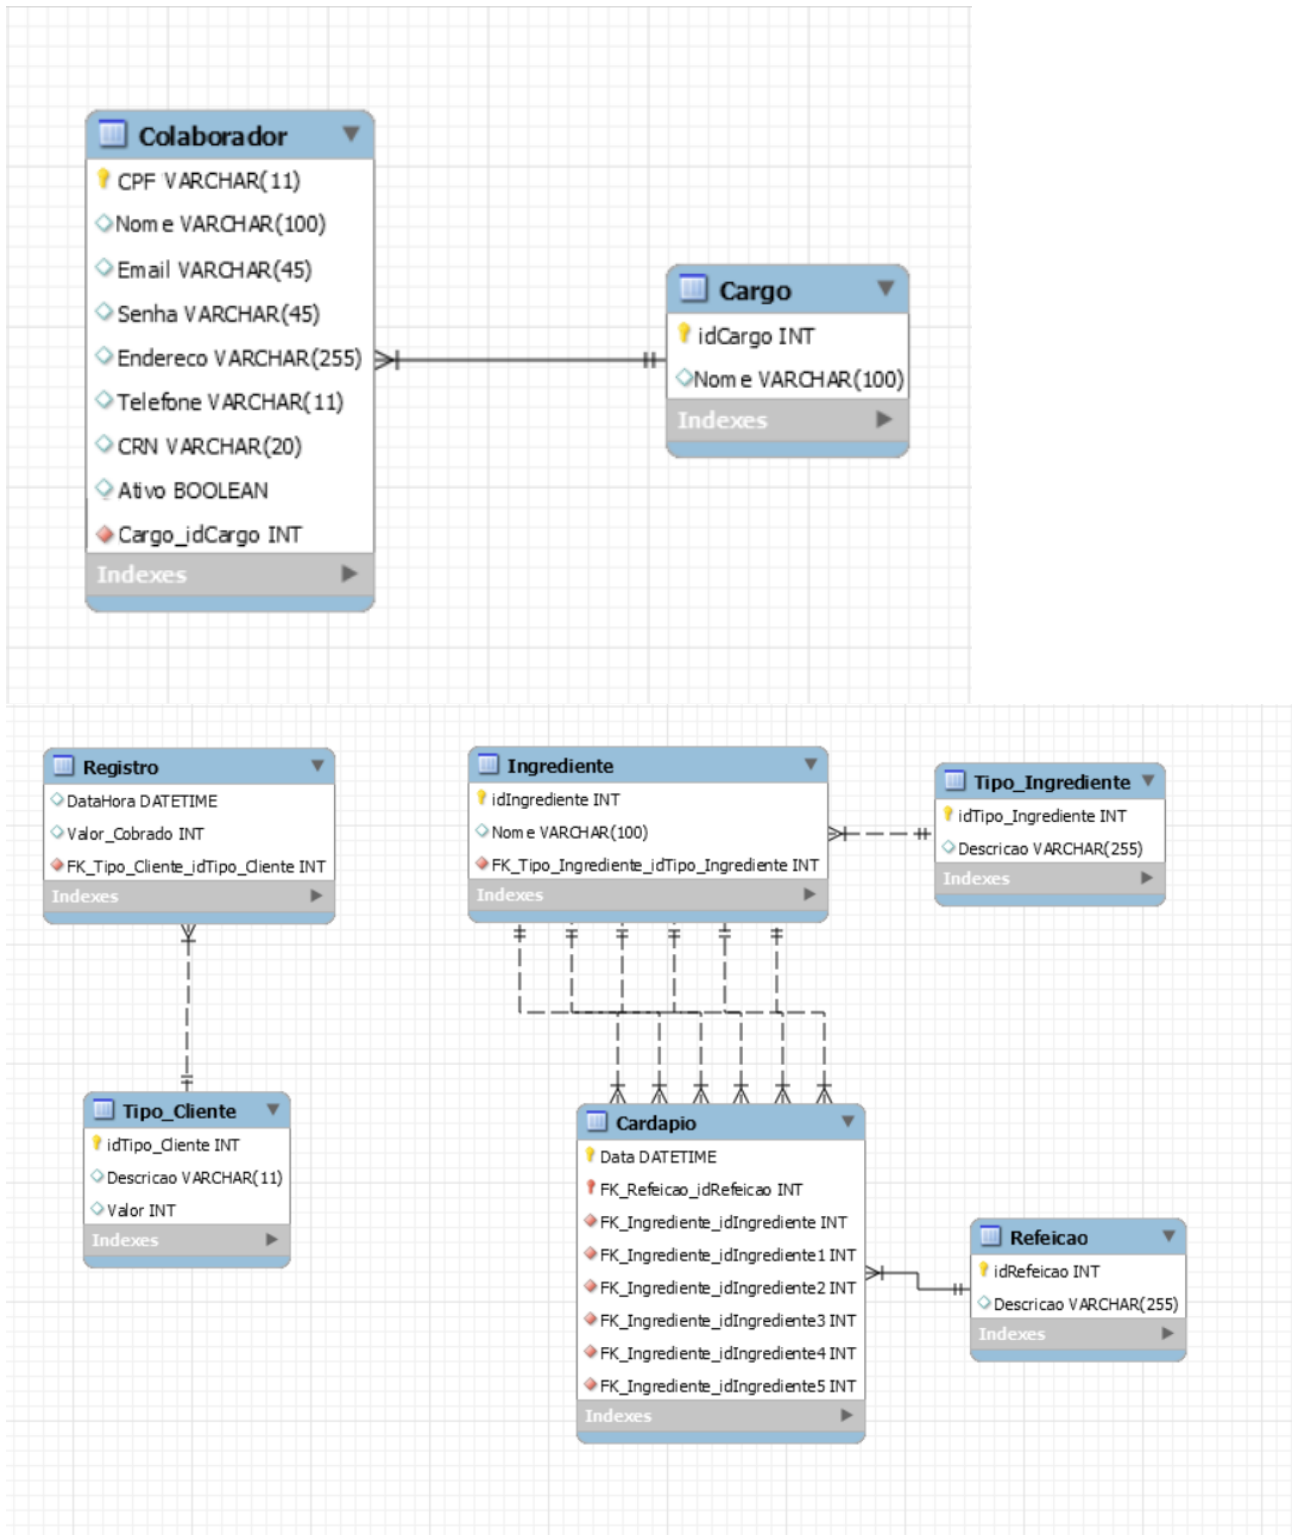 Colaborador
CPF VARCHAR(11)
Nome VARCHAR(100)
Email VARCHAR(45)
Senha VARCHAR(45)
Endereco VARCHAR(255)
Telefone VARCHAR(11)
CRN VARCHAR(20)
Ativo BOOLEAN
Cargo_idCargo INT
Indexes
Cargo
idCargo INT
Nome VARCHAR(100)
Indexes
Registro
DataHora DATETIME
Valor_Cobrado INT
FK_Tipo_Cliente_idTipo_Cliente INT
Indexes
Ingrediente
idIngrediente INT
Nome VARCHAR(100)
FK_Tipo_Ingrediente_idTipo_Ingrediente INT
Indexes
Tipo_Ingrediente
idTipo_Ingrediente INT
Descricao VARCHAR(255)
Indexes
Tipo_Cliente
idTipo_Cliente INT
Descricao VARCHAR(11)
Valor INT
Indexes
Cardapio
Data DATETIME
FK_Refeicao_idRefeicao INT
FK_Ingrediente_idIngrediente INT
FK_Ingrediente_idIngrediente1 INT
FK_Ingrediente_idIngrediente2 INT
FK_Ingrediente_idIngrediente3 INT
FK_Ingrediente_idIngrediente4 INT
FK_Ingrediente_idIngrediente5 INT
Indexes
Refeicao
idRefeicao INT
Descricao VARCHAR(255)
Indexes